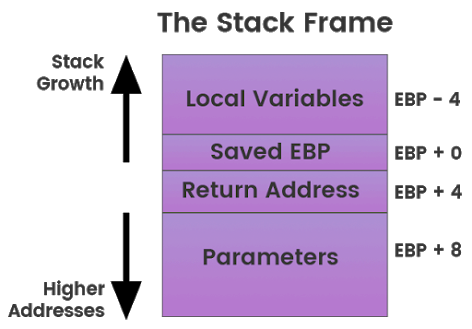 The Stack Frame
Stack
Growth
Local Variables
EBP - 4
Saved EBP
EBP + 0
Return Address
EBP + 4
Parameters
EBP + 8
Higher
Addresses